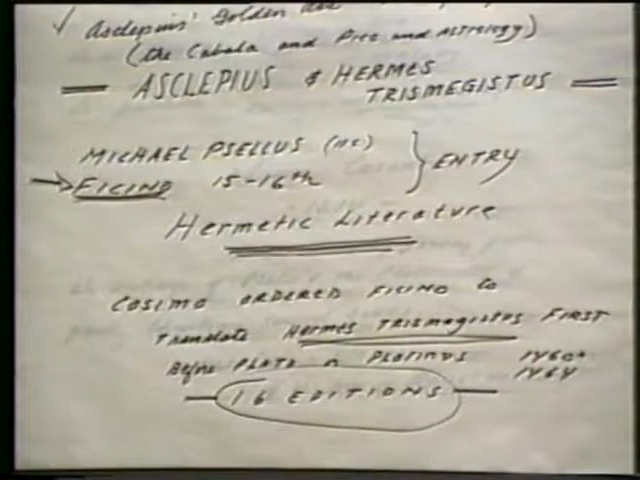 ✓ Asclepius' Golden
(the Cabala and Pico and Astrology)
ASCLEPIUS & HERMES
TRISMEGISTUS
MICHAEL PSELLUS (11C)
ENTRY
→ FICINO 15-16th
Hermetic Literature
COSIMO ORDERED FICINO to
Translate Hermes Trismegistus FIRST
Before PLATO n PLOTINUS 1460+
1464
16 EDITIONS